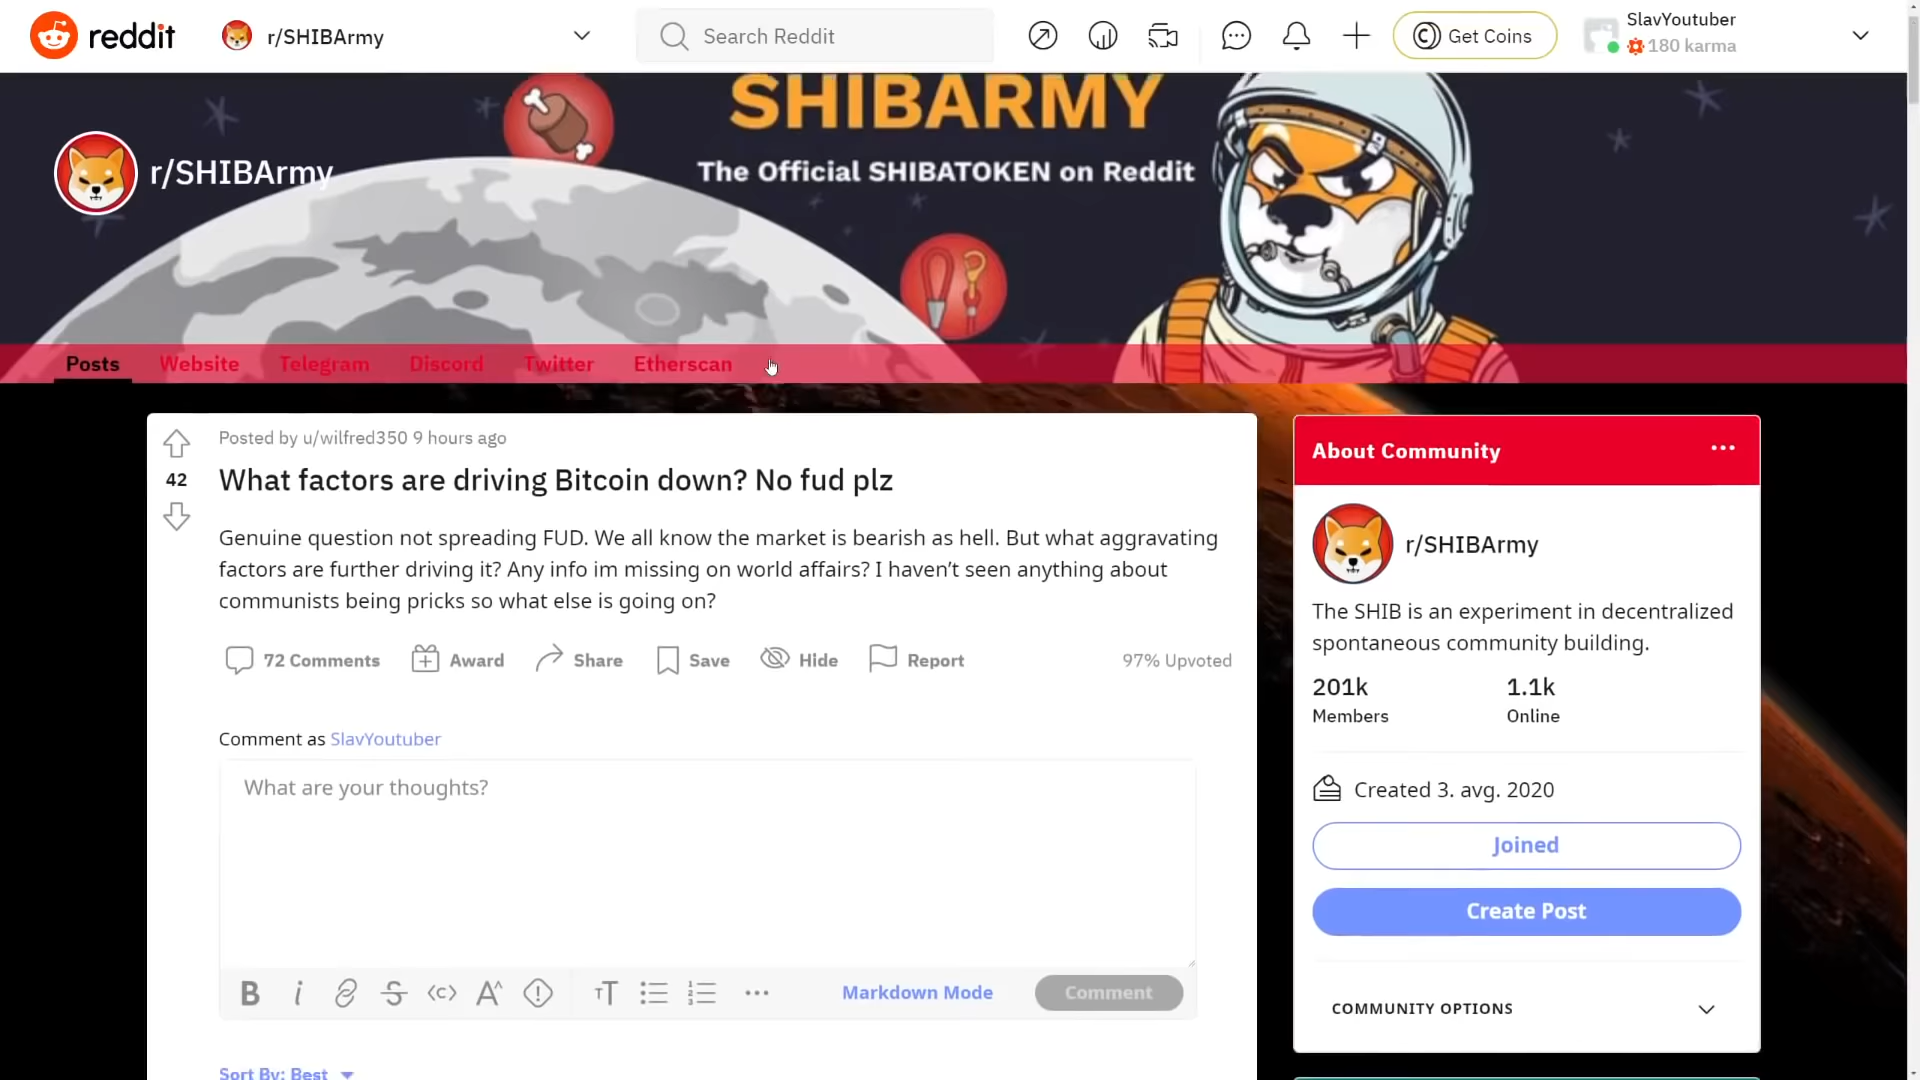 reddit
r/SHIBArmy
Search Reddit
Get Coins
SlavYoutuber
180 karma
SHIBARMY
The Official SHIBATOKEN on Reddit
r/SHIBArmy
Posts Website Telegram Discord Twitter Etherscan
Posted by u/wilfred350 9 hours ago
42
What factors are driving Bitcoin down? No fud plz
Genuine question not spreading FUD. We all know the market is bearish as hell. But what aggravating
factors are further driving it? Any info im missing on world affairs? I haven't seen anything about
communists being pricks so what else is going on?
72 Comments Award Share Save Hide Report 97% Upvoted
Comment as SlavYoutuber
What are your thoughts?
Markdown Mode Comment
Sort By: Best
About Community
r/SHIBArmy
The SHIB is an experiment in decentralized
spontaneous community building.
201k 1.1k
Members Online
Created 3. avg. 2020
Joined
Create Post
COMMUNITY OPTIONS